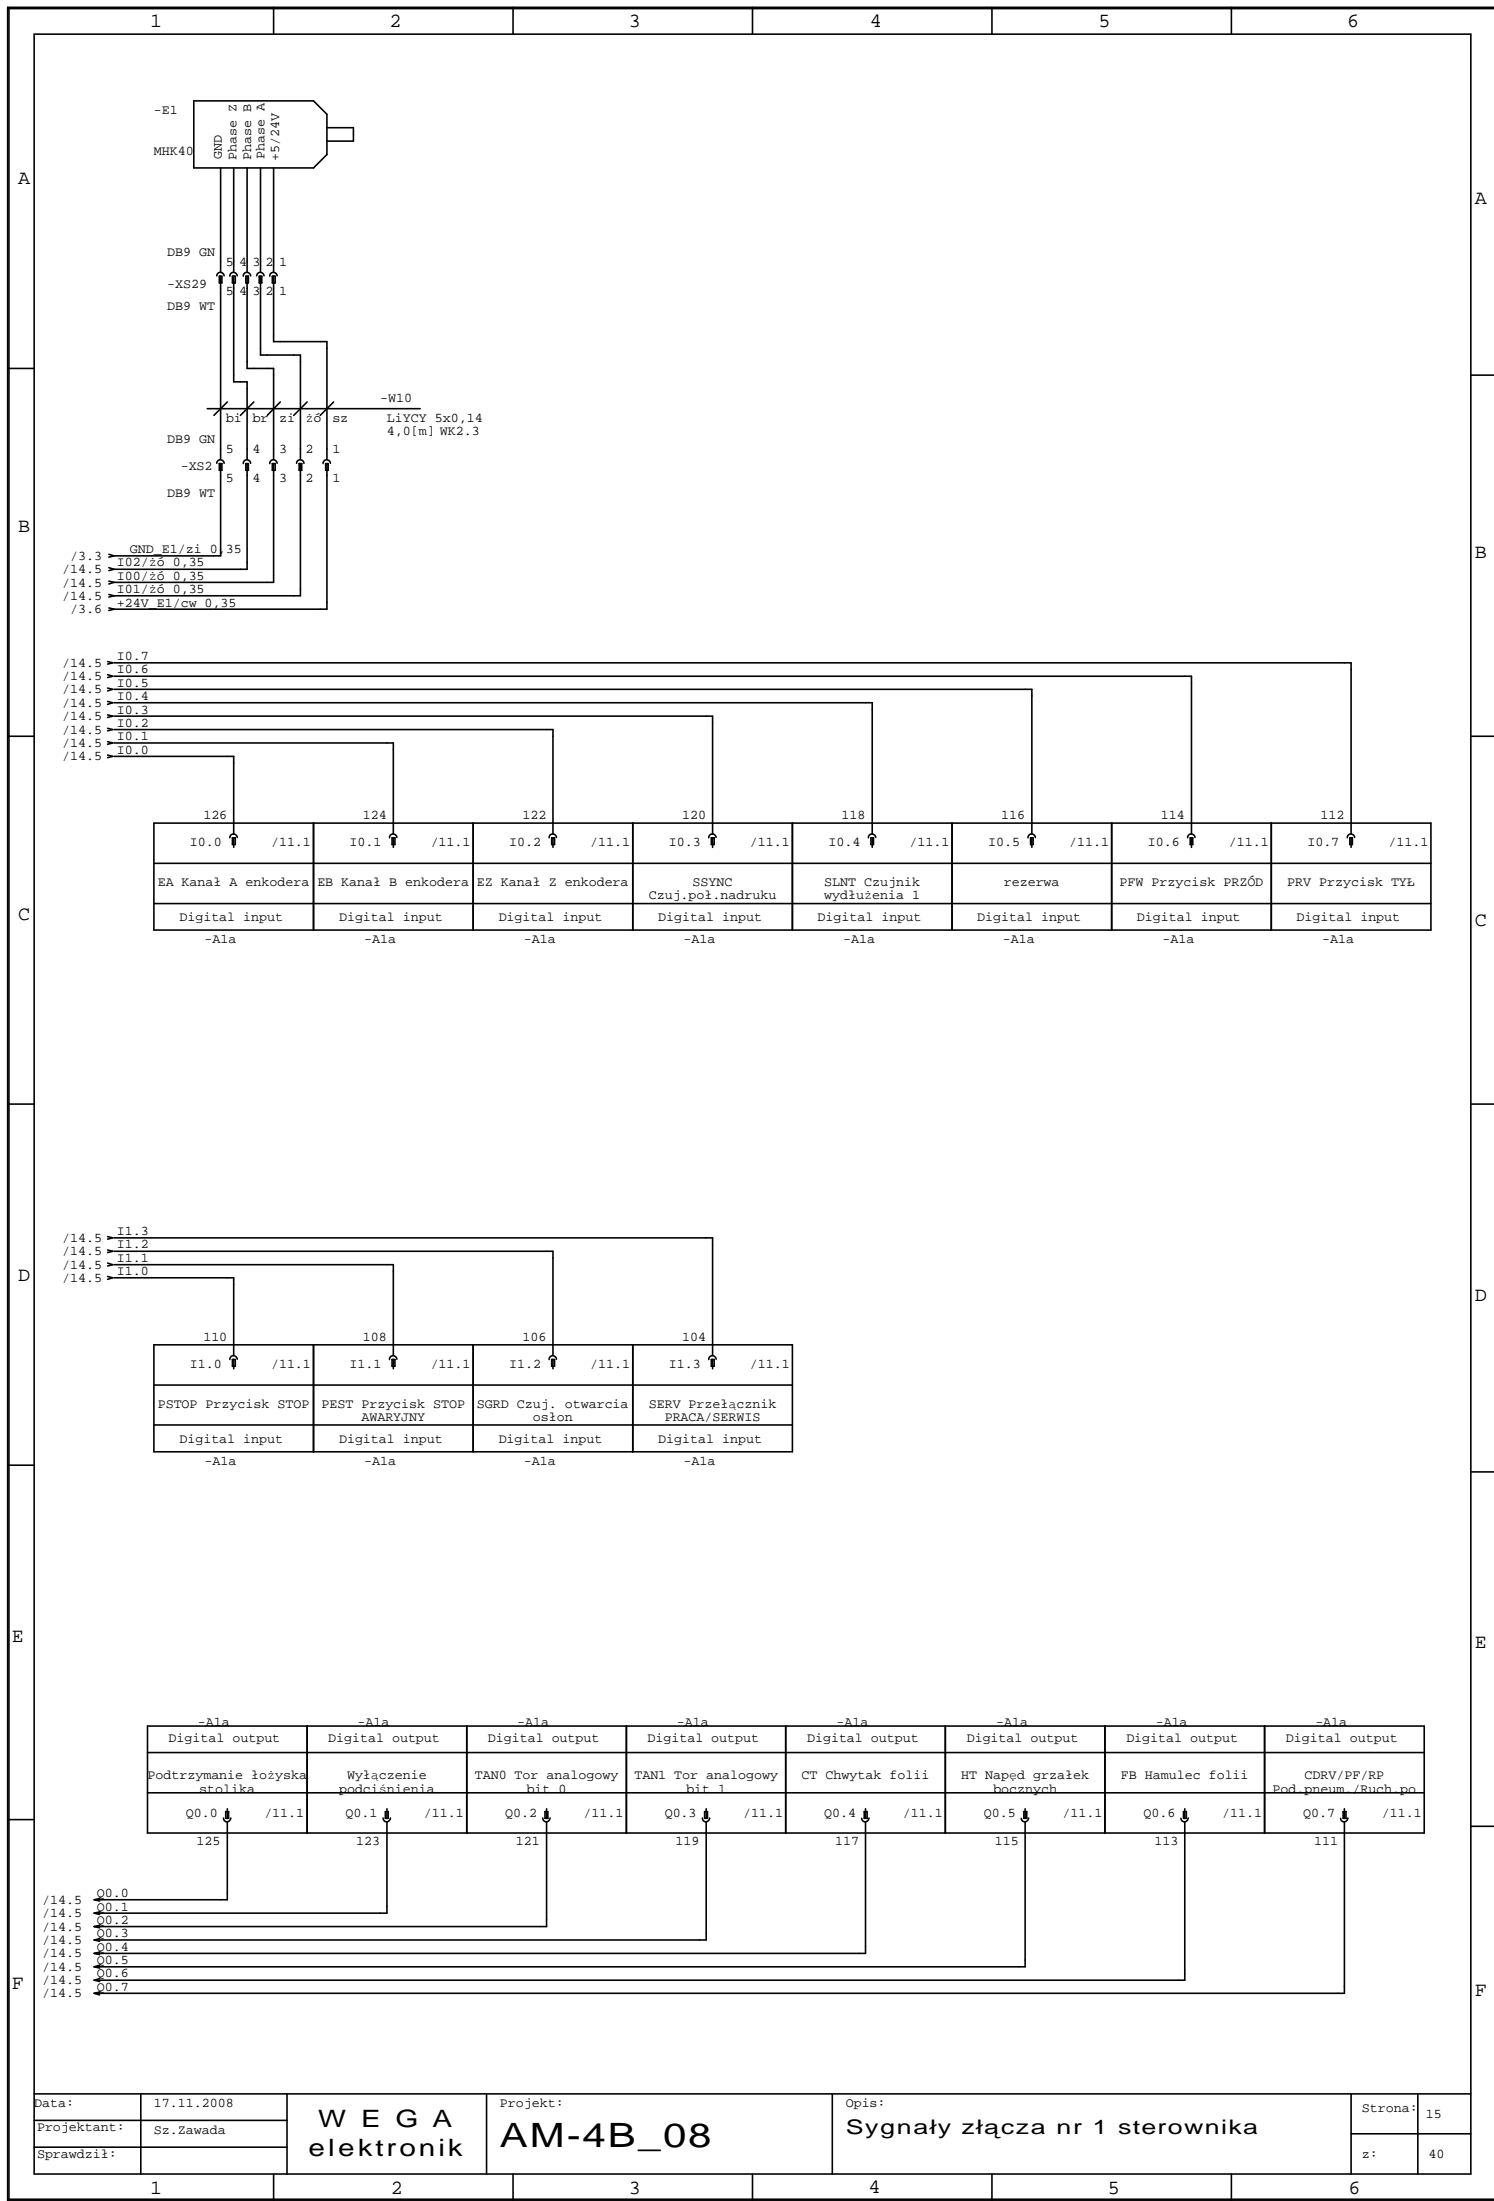 1 2 3 4 5 6
-E1
MHK40
GND
Phase Z
Phase B
Phase A
+5/24V
A A
DB9 GN
5 4 3 2 1
-XS29
5 4 3 2 1
DB9 WT
-W10
bi br zi żó sz
LiYCY 5x0,14
4,0[m] WK2.3
DB9 GN
5 4 3 2 1
-XS2
5 4 3 2 1
DB9 WT
B B
/3.3 GND_E1/zi 0,35
/14.5 I02/żó 0,35
/14.5 I00/żó 0,35
/14.5 I01/żó 0,35
/3.6 +24V_E1/cw 0,35
/14.5 I0.7
/14.5 I0.6
/14.5 I0.5
/14.5 I0.4
/14.5 I0.3
/14.5 I0.2
/14.5 I0.1
/14.5 I0.0
126 124 122 120 118 116 114 112
I0.0 /11.1 I0.1 /11.1 I0.2 /11.1 I0.3 /11.1 I0.4 /11.1 I0.5 /11.1 I0.6 /11.1 I0.7 /11.1
EA Kanał A enkodera EB Kanał B enkodera EZ Kanał Z enkodera SSYNC Czuj.poł.nadruku SLNT Czujnik wydłużenia 1 rezerwa PFW Przycisk PRZÓD PRV Przycisk TYŁ
C C
Digital input Digital input Digital input Digital input Digital input Digital input Digital input Digital input
-A1a -A1a -A1a -A1a -A1a -A1a -A1a -A1a
/14.5 I1.3
/14.5 I1.2
/14.5 I1.1
/14.5 I1.0
D D
110 108 106 104
I1.0 /11.1 I1.1 /11.1 I1.2 /11.1 I1.3 /11.1
PSTOP Przycisk STOP PEST Przycisk STOP AWARYJNY SGRD Czuj. otwarcia osłon SERV Przełącznik PRACA/SERWIS
Digital input Digital input Digital input Digital input
-A1a -A1a -A1a -A1a
E E
-A1a -A1a -A1a -A1a -A1a -A1a -A1a -A1a
Digital output Digital output Digital output Digital output Digital output Digital output Digital output Digital output
Podtrzymanie łożyska stolika Wyłączenie podciśnienia TAN0 Tor analogowy bit 0 TAN1 Tor analogowy bit 1 CT Chwytak folii HT Napęd grzałek bocznych FB Hamulec folii CDRV/PF/RP Pod.pneum./Ruch.po
Q0.0 /11.1 Q0.1 /11.1 Q0.2 /11.1 Q0.3 /11.1 Q0.4 /11.1 Q0.5 /11.1 Q0.6 /11.1 Q0.7 /11.1
125 123 121 119 117 115 113 111
/14.5 Q0.0
/14.5 Q0.1
/14.5 Q0.2
/14.5 Q0.3
/14.5 Q0.4
/14.5 Q0.5
/14.5 Q0.6
/14.5 Q0.7
F F
Data: 17.11.2008
Projektant: Sz.Zawada
Sprawdził:
W E G A
elektronik
Projekt:
AM-4B_08
Opis:
Sygnały złącza nr 1 sterownika
Strona: 15
z: 40
1 2 3 4 5 6